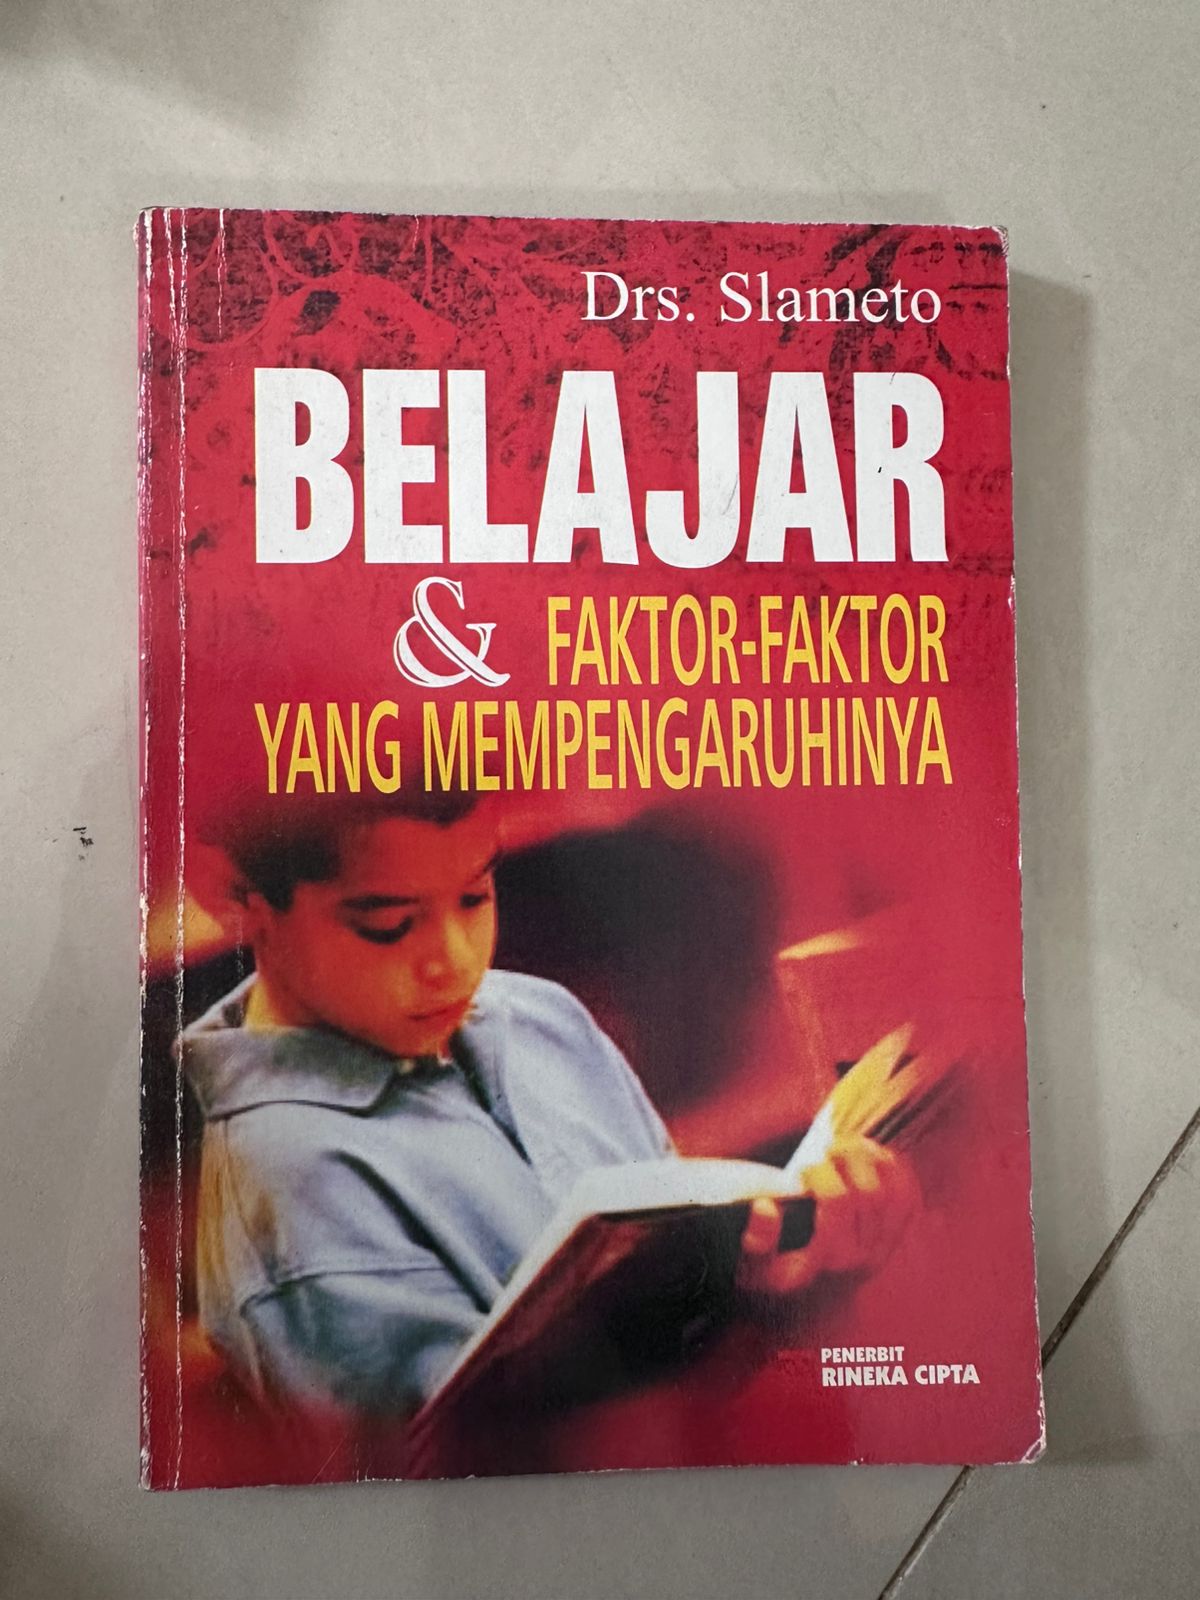 Drs. Slameto
BELAJAR
& FAKTOR-FAKTOR
YANG MEMPENGARUHINYA
PENERBIT
RINEKA CIPTA